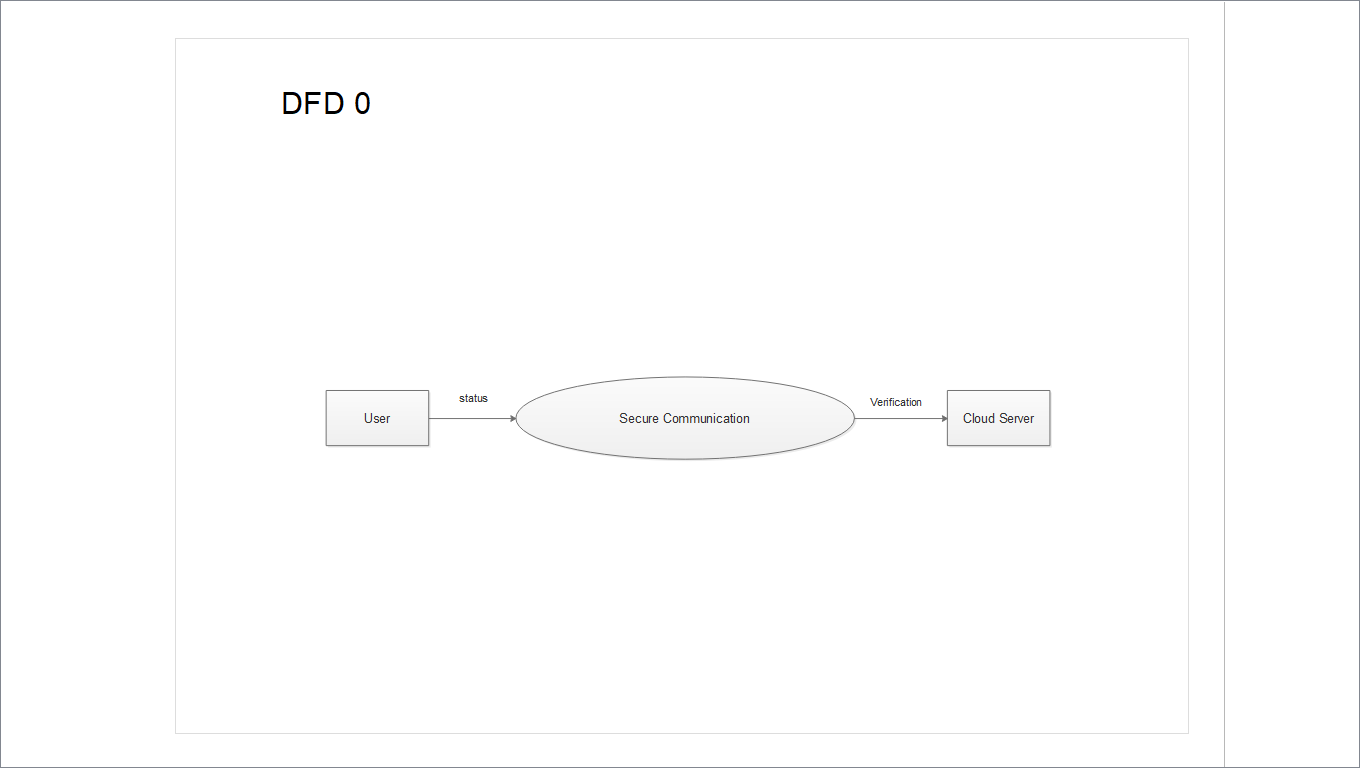 DFD 0
status
Verification
User
Secure Communication
Cloud Server